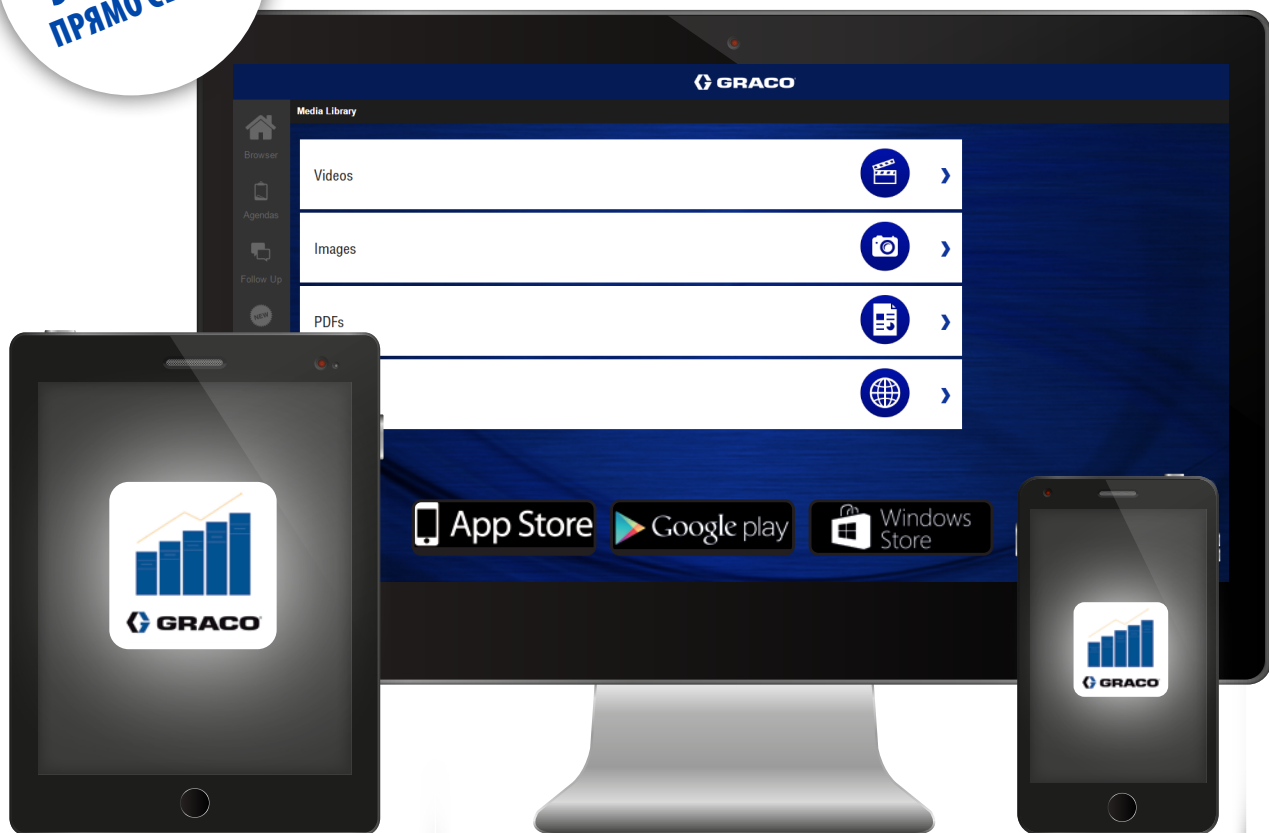 ПРЯМО
GRACO
Media Library
Browser
Videos
Agendas
Images
Follow Up
NEW
PDFs
App Store
Google play
Windows
Store
GRACO
GRACO